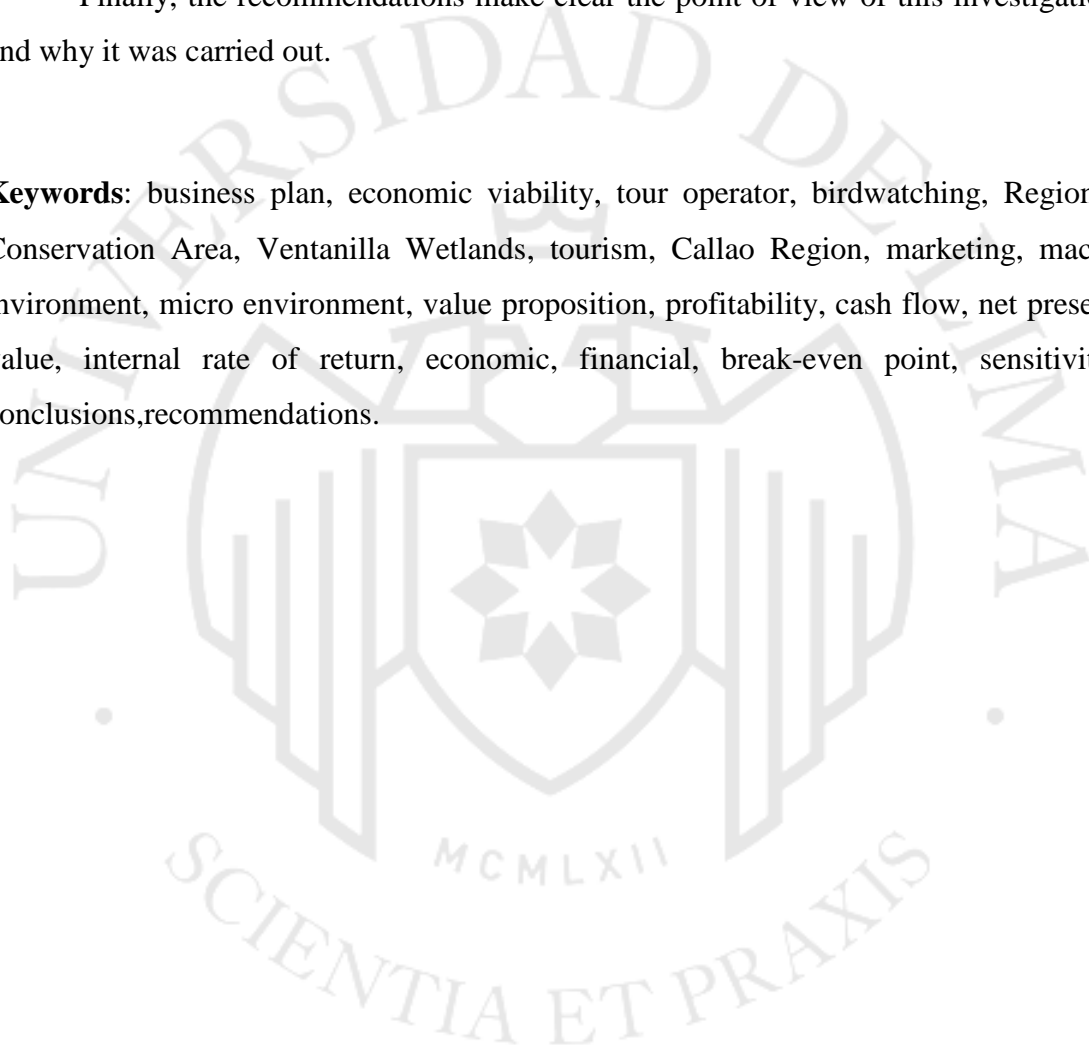 Finally, the recommendations make clear the point of view of this investigati
nd why it was carried out.
Keywords: business plan, economic viability, tour operator, birdwatching, Region
Conservation Area, Ventanilla Wetlands, tourism, Callao Region, marketing, mac
nvironment, micro environment, value proposition, profitability, cash flow, net prese
alue, internal rate of return, economic, financial, break-even point, sensitivit
onclusions,recommendations.
UNIVERSIDAD DE LIMA
MCMLXII
SCIENTIA ET PRAXIS